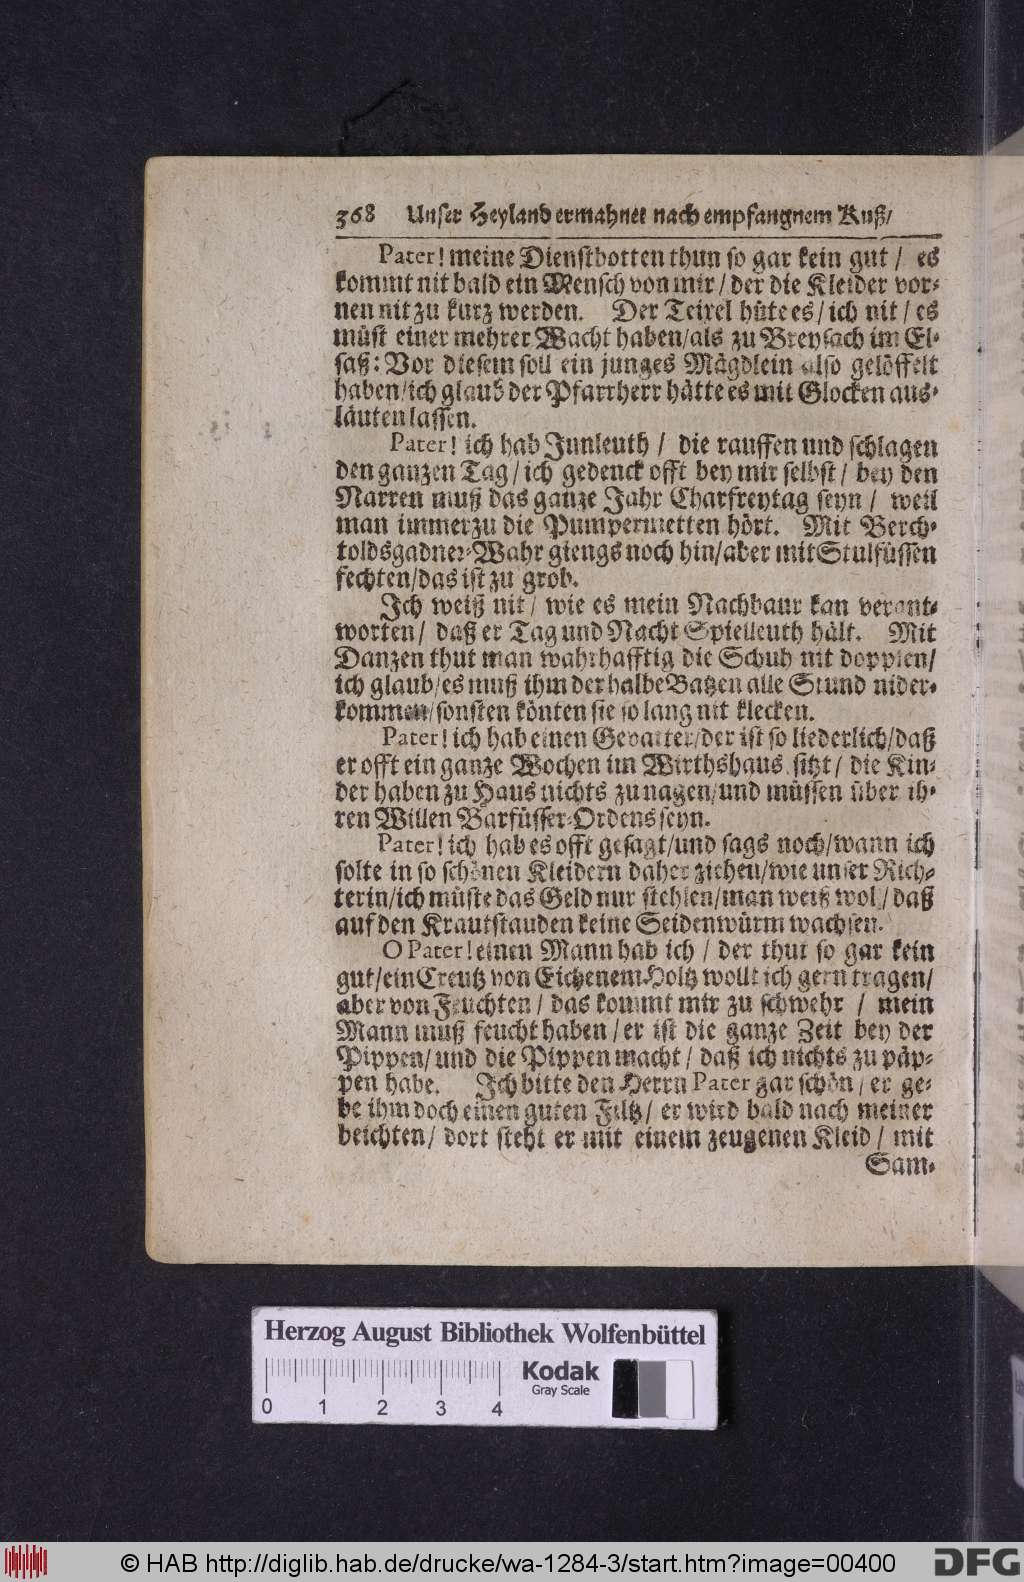 368 Unser Heyland ermahnet nach empfangnem Kuß/
Pater! meine Dienstbotten thun so gar kein gut / es
kommt nit bald ein Mensch von mir / der die Kleider vor-
nen nit zu kurz werden. Der Teixel hüte es / ich nit / es
müst einer mehrer Wacht haben / als zu Breysach im El-
saß: Vor diesem soll ein junges Mägdlein also gelöffelt
haben / ich glaub der Pfarrherr hätte es mit Glocken aus-
läuten lassen.
Pater! ich hab Junleuth / die rauffen und schlagen
den ganzen Tag / ich gedenck offt bey mir selbst / bey den
Narren muß das ganze Jahr Charfreytag seyn / weil
man immerzu die Pumpermetten hört. Mit Berch-
toldsgadner-Wahr giengs noch hin / aber mit Stulfüssen
fechten / das ist zu grob.
Ich weiß nit / wie es mein Nachbaur kan verant-
worten / daß er Tag und Nacht Spielleuth hält. Mit
Danzen thut man wahrhafftig die Schuh nit dopplen /
ich glaub / es muß ihm der halbe Batzen alle Stund nider-
kommen / sonsten könten sie so lang nit klecken.
Pater! ich hab einen Gevatter / der ist so liederlich / daß
er offt ein ganze Wochen im Wirthshaus sitzt / die Kin-
der haben zu Haus nichts zu nagen / und müssen über ih-
ren Willen Barfüsser-Ordens seyn.
Pater! ich hab es offt gesagt / und sags noch / wann ich
solte in so schönen Kleidern daher ziehen / wie unser Rich-
terin / ich müste das Geld nur stehlen / man weiß wol / daß
auf den Krautstauden keine Seidenwürm wachsen.
O Pater! einen Mann hab ich / der thut so gar kein
gut / ein Creutz von Eichenem Holtz wollt ich gern tragen /
aber von Feuchten / das kommt mir zu schwehr / mein
Mann muß feucht haben / er ist die ganze Zeit bey der
Pippen / und die Pippen macht / daß ich nichts zu päp-
pen habe. Ich bitte den Herrn Pater gar schön / er ge-
be ihm doch einen guten Filtz / er wird bald nach meiner
beichten / dort steht er mit einem zeugenen Kleid / mit
Sam-
Herzog August Bibliothek Wolfenbüttel
Kodak
Gray Scale
0 1 2 3 4
© HAB http://diglib.hab.de/drucke/wa-1284-3/start.htm?image=00400
DFG